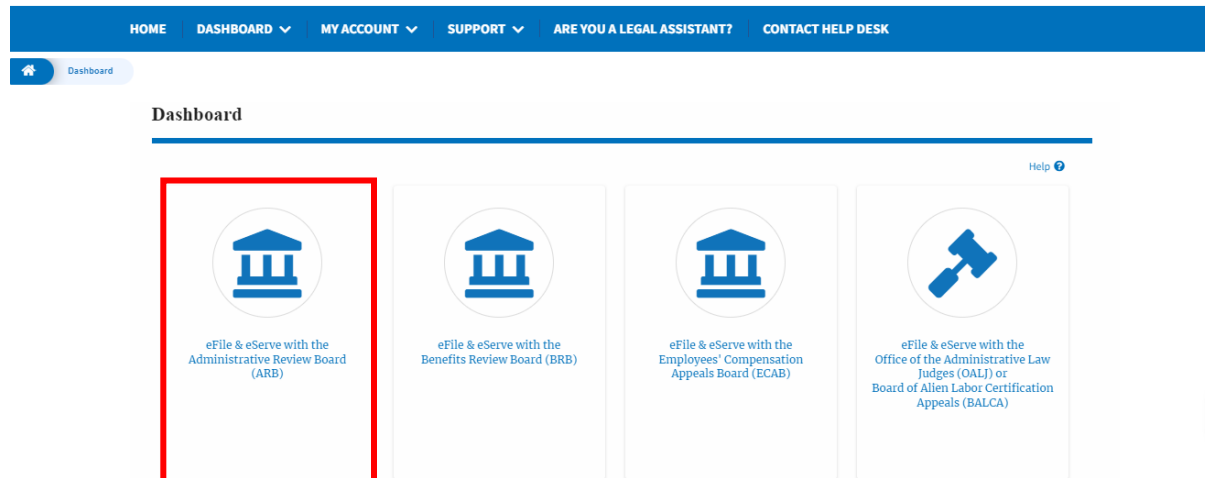 HOME DASHBOARD MY ACCOUNT SUPPORT ARE YOU A LEGAL ASSISTANT? CONTACT HELP DESK
Dashboard
Dashboard
Help
eFile & eServe with the
Administrative Review Board
(ARB)
eFile & eServe with the
Benefits Review Board (BRB)
eFile & eServe with the
Employees' Compensation
Appeals Board (ECAB)
eFile & eServe with the
Office of the Administrative Law
Judges (OALJ) or
Board of Alien Labor Certification
Appeals (BALCA)